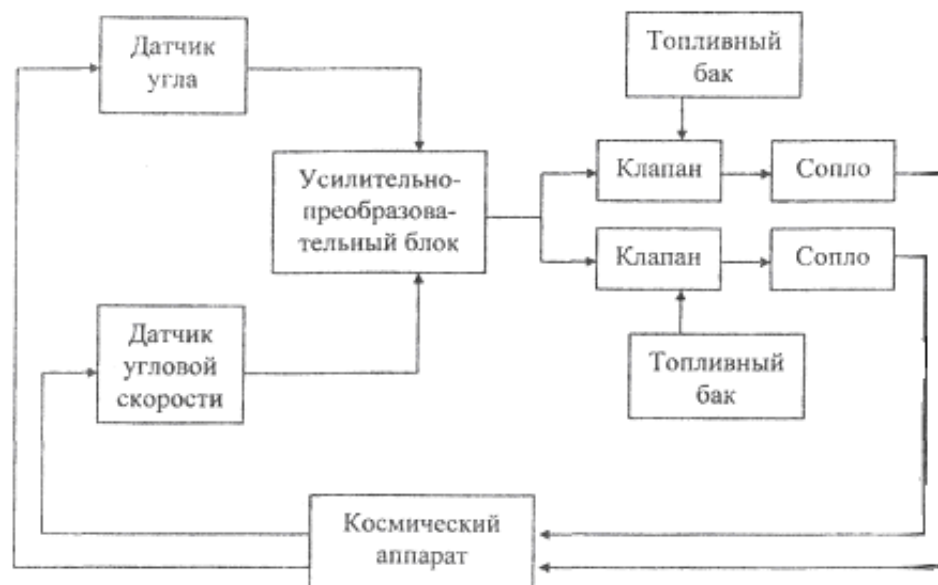 Датчик
угла
Топливный
бак
Усилительно-
преобразова-
тельный блок
Клапан
Сопло
Клапан
Сопло
Датчик
угловой
скорости
Топливный
бак
Космический
аппарат